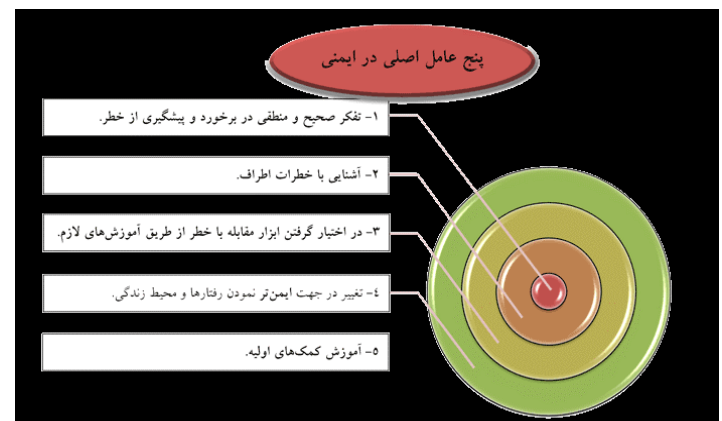 پنج عامل اصلی در ایمنی
۱- تفکر صحیح و منطقی در برخورد و پیشگیری از خطر.
۲- آشنایی با خطرات اطراف.
۳- در اختیار گرفتن ابزار مقابله با خطر از طریق آموزش‌های لازم.
٤- تغییر در جهت ایمن‌تر نمودن رفتارها و محیط زندگی.
۵- آموزش کمک‌های اولیه.